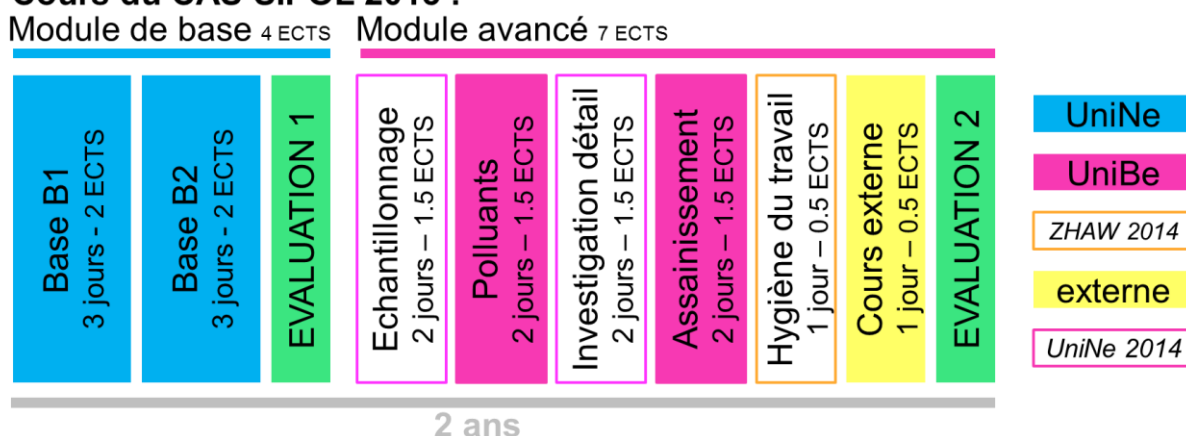 Module de base 4 ECTS
Module avancé 7 ECTS
Base B1
3 jours - 2 ECTS
Base B2
3 jours - 2 ECTS
EVALUATION 1
Echantillonnage
2 jours – 1.5 ECTS
Polluants
2 jours – 1.5 ECTS
Investigation détail
2 jours – 1.5 ECTS
Assainissement
2 jours – 1.5 ECTS
Hygiène du travail
1 jour – 0.5 ECTS
Cours externe
1 jour – 0.5 ECTS
EVALUATION 2
UniNe
UniBe
ZHAW 2014
externe
UniNe 2014
2 ans